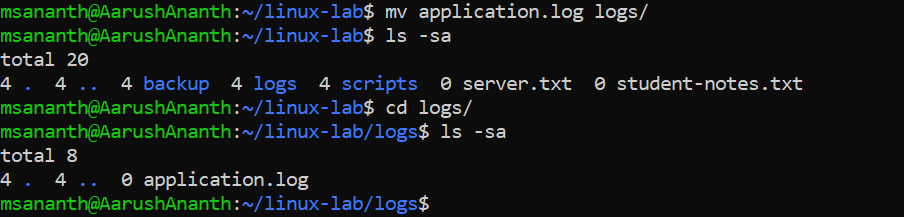 msananth@AarushAnanth:~/linux-lab$ mv application.log logs/
msananth@AarushAnanth:~/linux-lab$ ls -sa
total 20
4 .  4 ..  4 backup  4 logs  4 scripts  0 server.txt  0 student-notes.txt
msananth@AarushAnanth:~/linux-lab$ cd logs/
msananth@AarushAnanth:~/linux-lab/logs$ ls -sa
total 8
4 .  4 ..  0 application.log
msananth@AarushAnanth:~/linux-lab/logs$